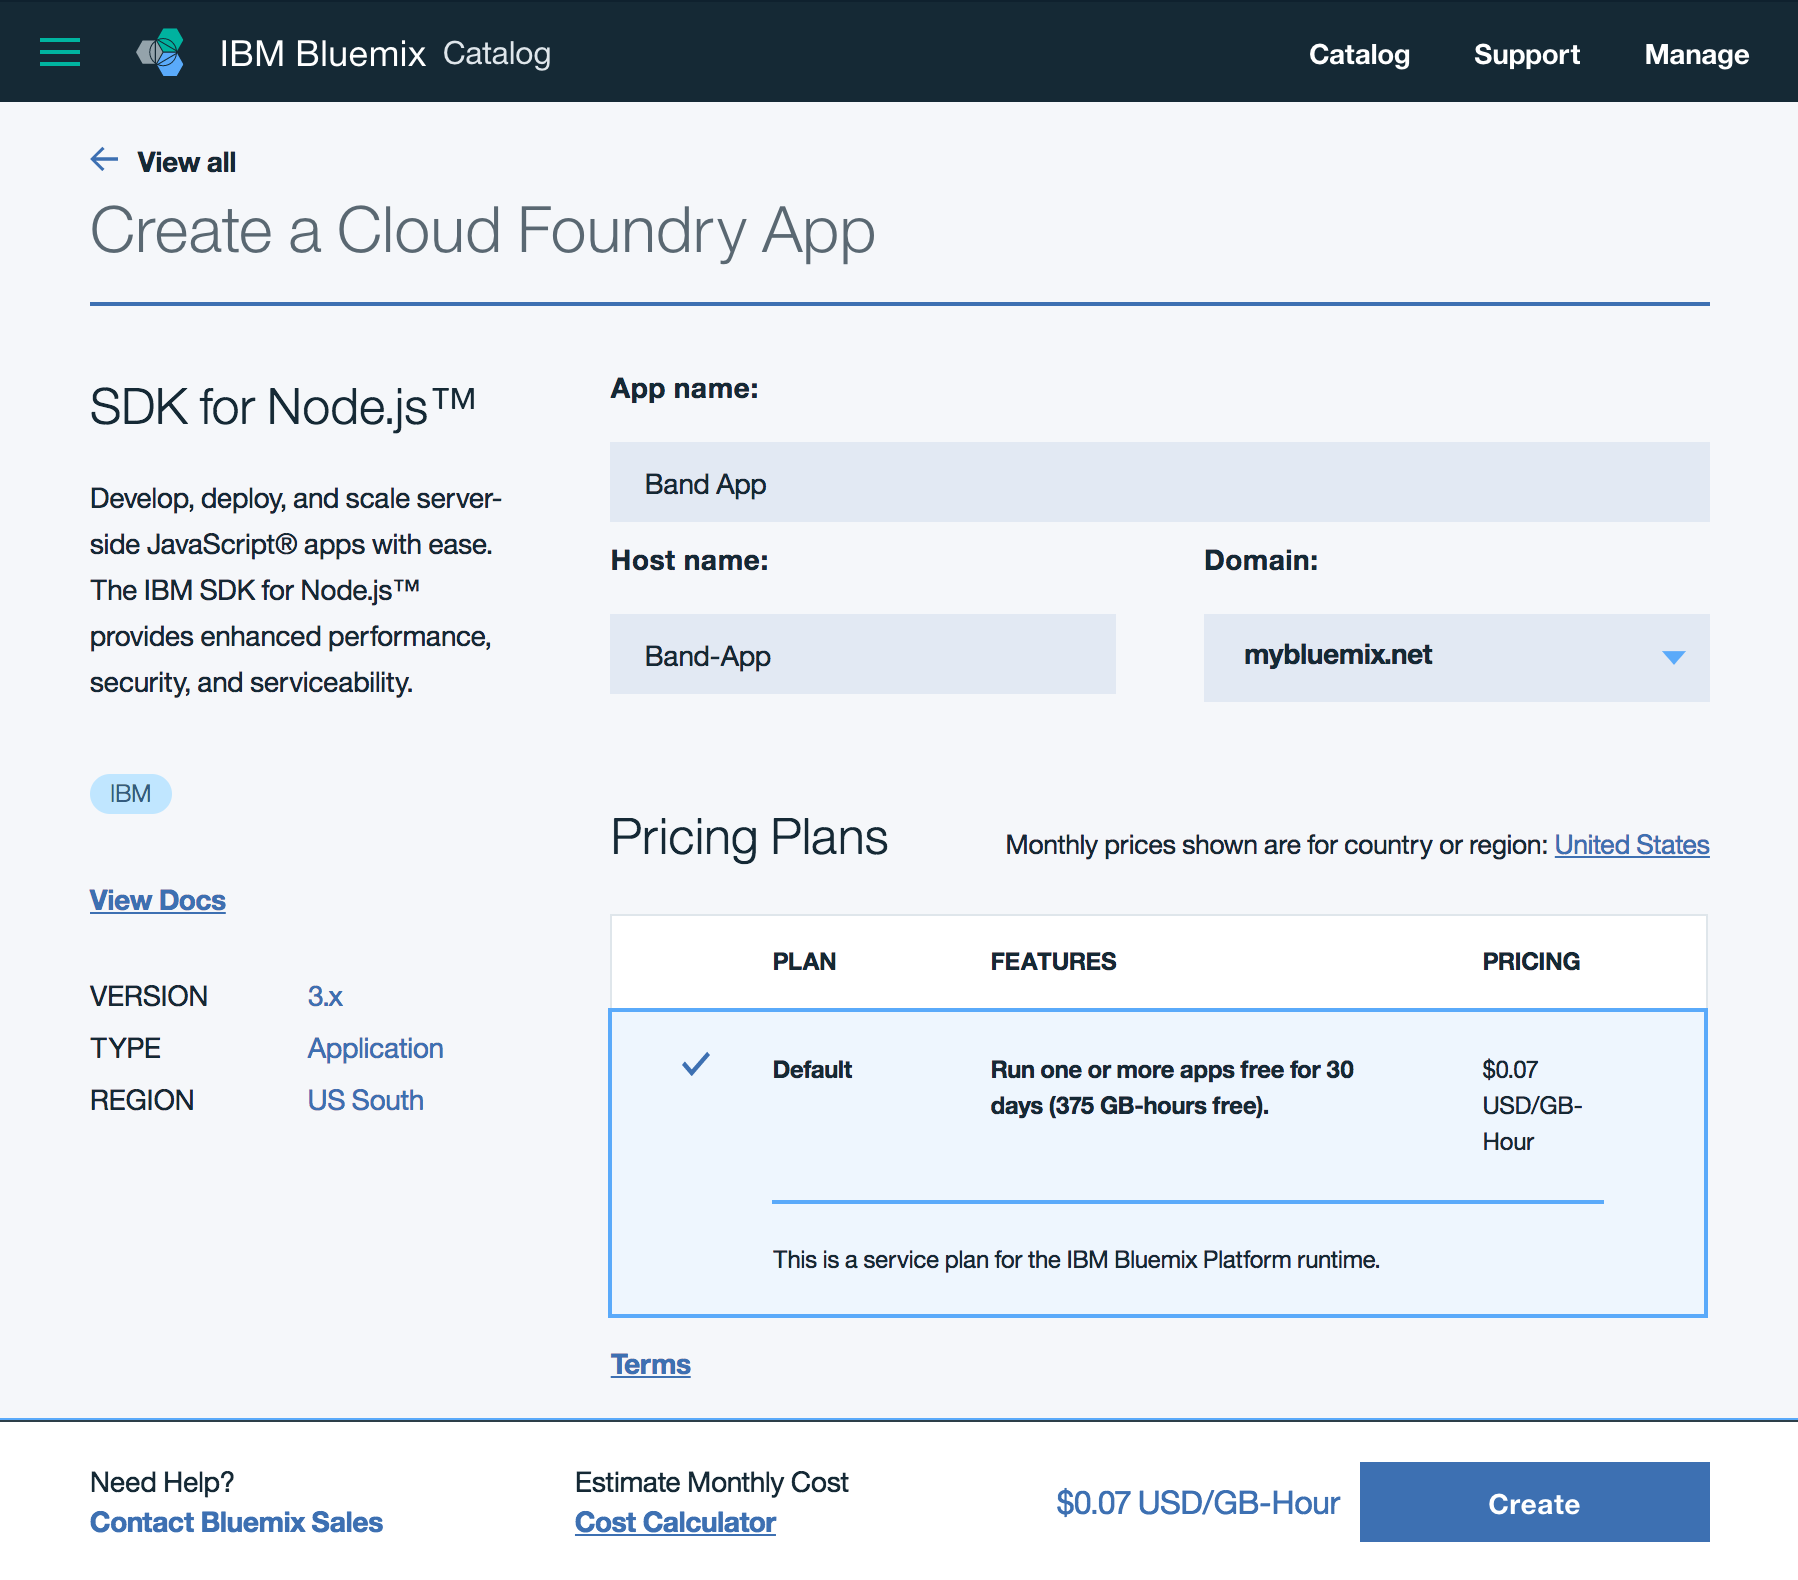 IBM Bluemix Catalog
Catalog Support Manage
View all
Create a Cloud Foundry App
SDK for Node.js™
Develop, deploy, and scale server-
side JavaScript® apps with ease.
The IBM SDK for Node.js™
provides enhanced performance,
security, and serviceability.
IBM
View Docs
VERSION 3.x
TYPE Application
REGION US South
App name:
Band App
Host name: Domain:
Band-App mybluemix.net
Pricing Plans Monthly prices shown are for country or region: United States
PLAN FEATURES PRICING
Default Run one or more apps free for 30 $0.07
days (375 GB-hours free). USD/GB-
Hour
This is a service plan for the IBM Bluemix Platform runtime.
Terms
Need Help? Estimate Monthly Cost
Contact Bluemix Sales Cost Calculator
$0.07 USD/GB-Hour Create